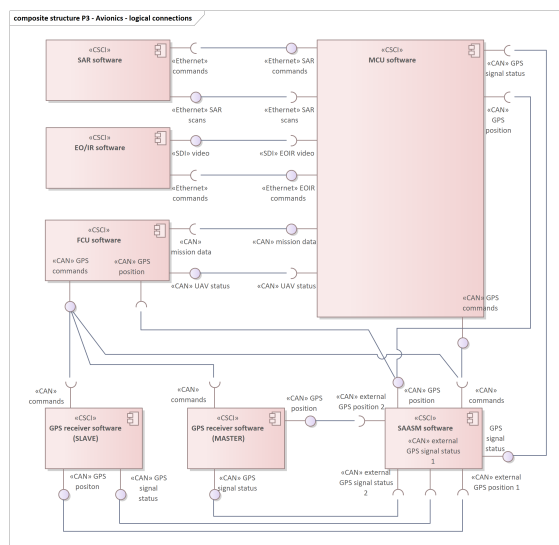 composite structure P3 - Avionics - logical connections
«CSCI»
SAR software
«Ethernet»
commands
«Ethernet» SAR
commands
«CSCI»
MCU software
«CAN» GPS
signal status
«Ethernet» SAR
scans
«Ethernet» SAR
scans
«CAN»
GPS
position
«CSCI»
EO/IR software
«SDI» video
«SDI» EOIR video
«Ethernet»
commands
«Ethernet» EOIR
commands
«CSCI»
FCU software
«CAN» GPS
commands
«CAN» GPS
position
«CAN»
mission data
«CAN» mission data
«CAN» UAV status
«CAN» UAV status
«CAN» GPS
commands
«CAN»
commands
«CAN»
commands
«CAN» GPS
position
«CAN» external
GPS position 2
«CAN» GPS
position
«CAN»
commands
«CSCI»
GPS receiver software
(SLAVE)
«CSCI»
GPS receiver software
(MASTER)
«CSCI»
SAASM software
«CAN» external
GPS signal status
1
GPS
signal
status
«CAN» GPS
positon
«CAN»
GPS
signal
status
«CAN» GPS
signal status
«CAN» external
GPS signal status
2
«CAN» external
GPS position 1